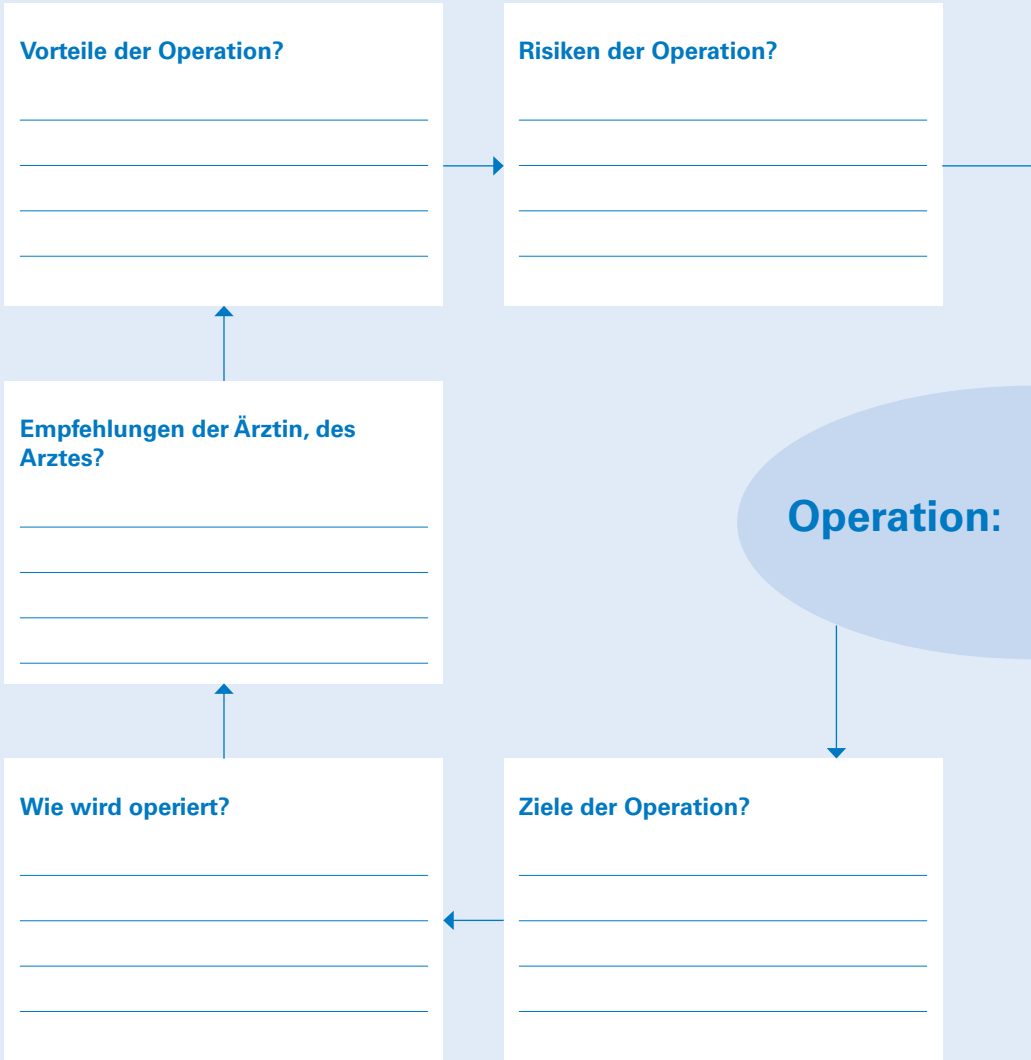 Vorteile der Operation?
Risiken der Operation?
Empfehlungen der Ärztin, des
Arztes?
Operation:
Wie wird operiert?
Ziele der Operation?